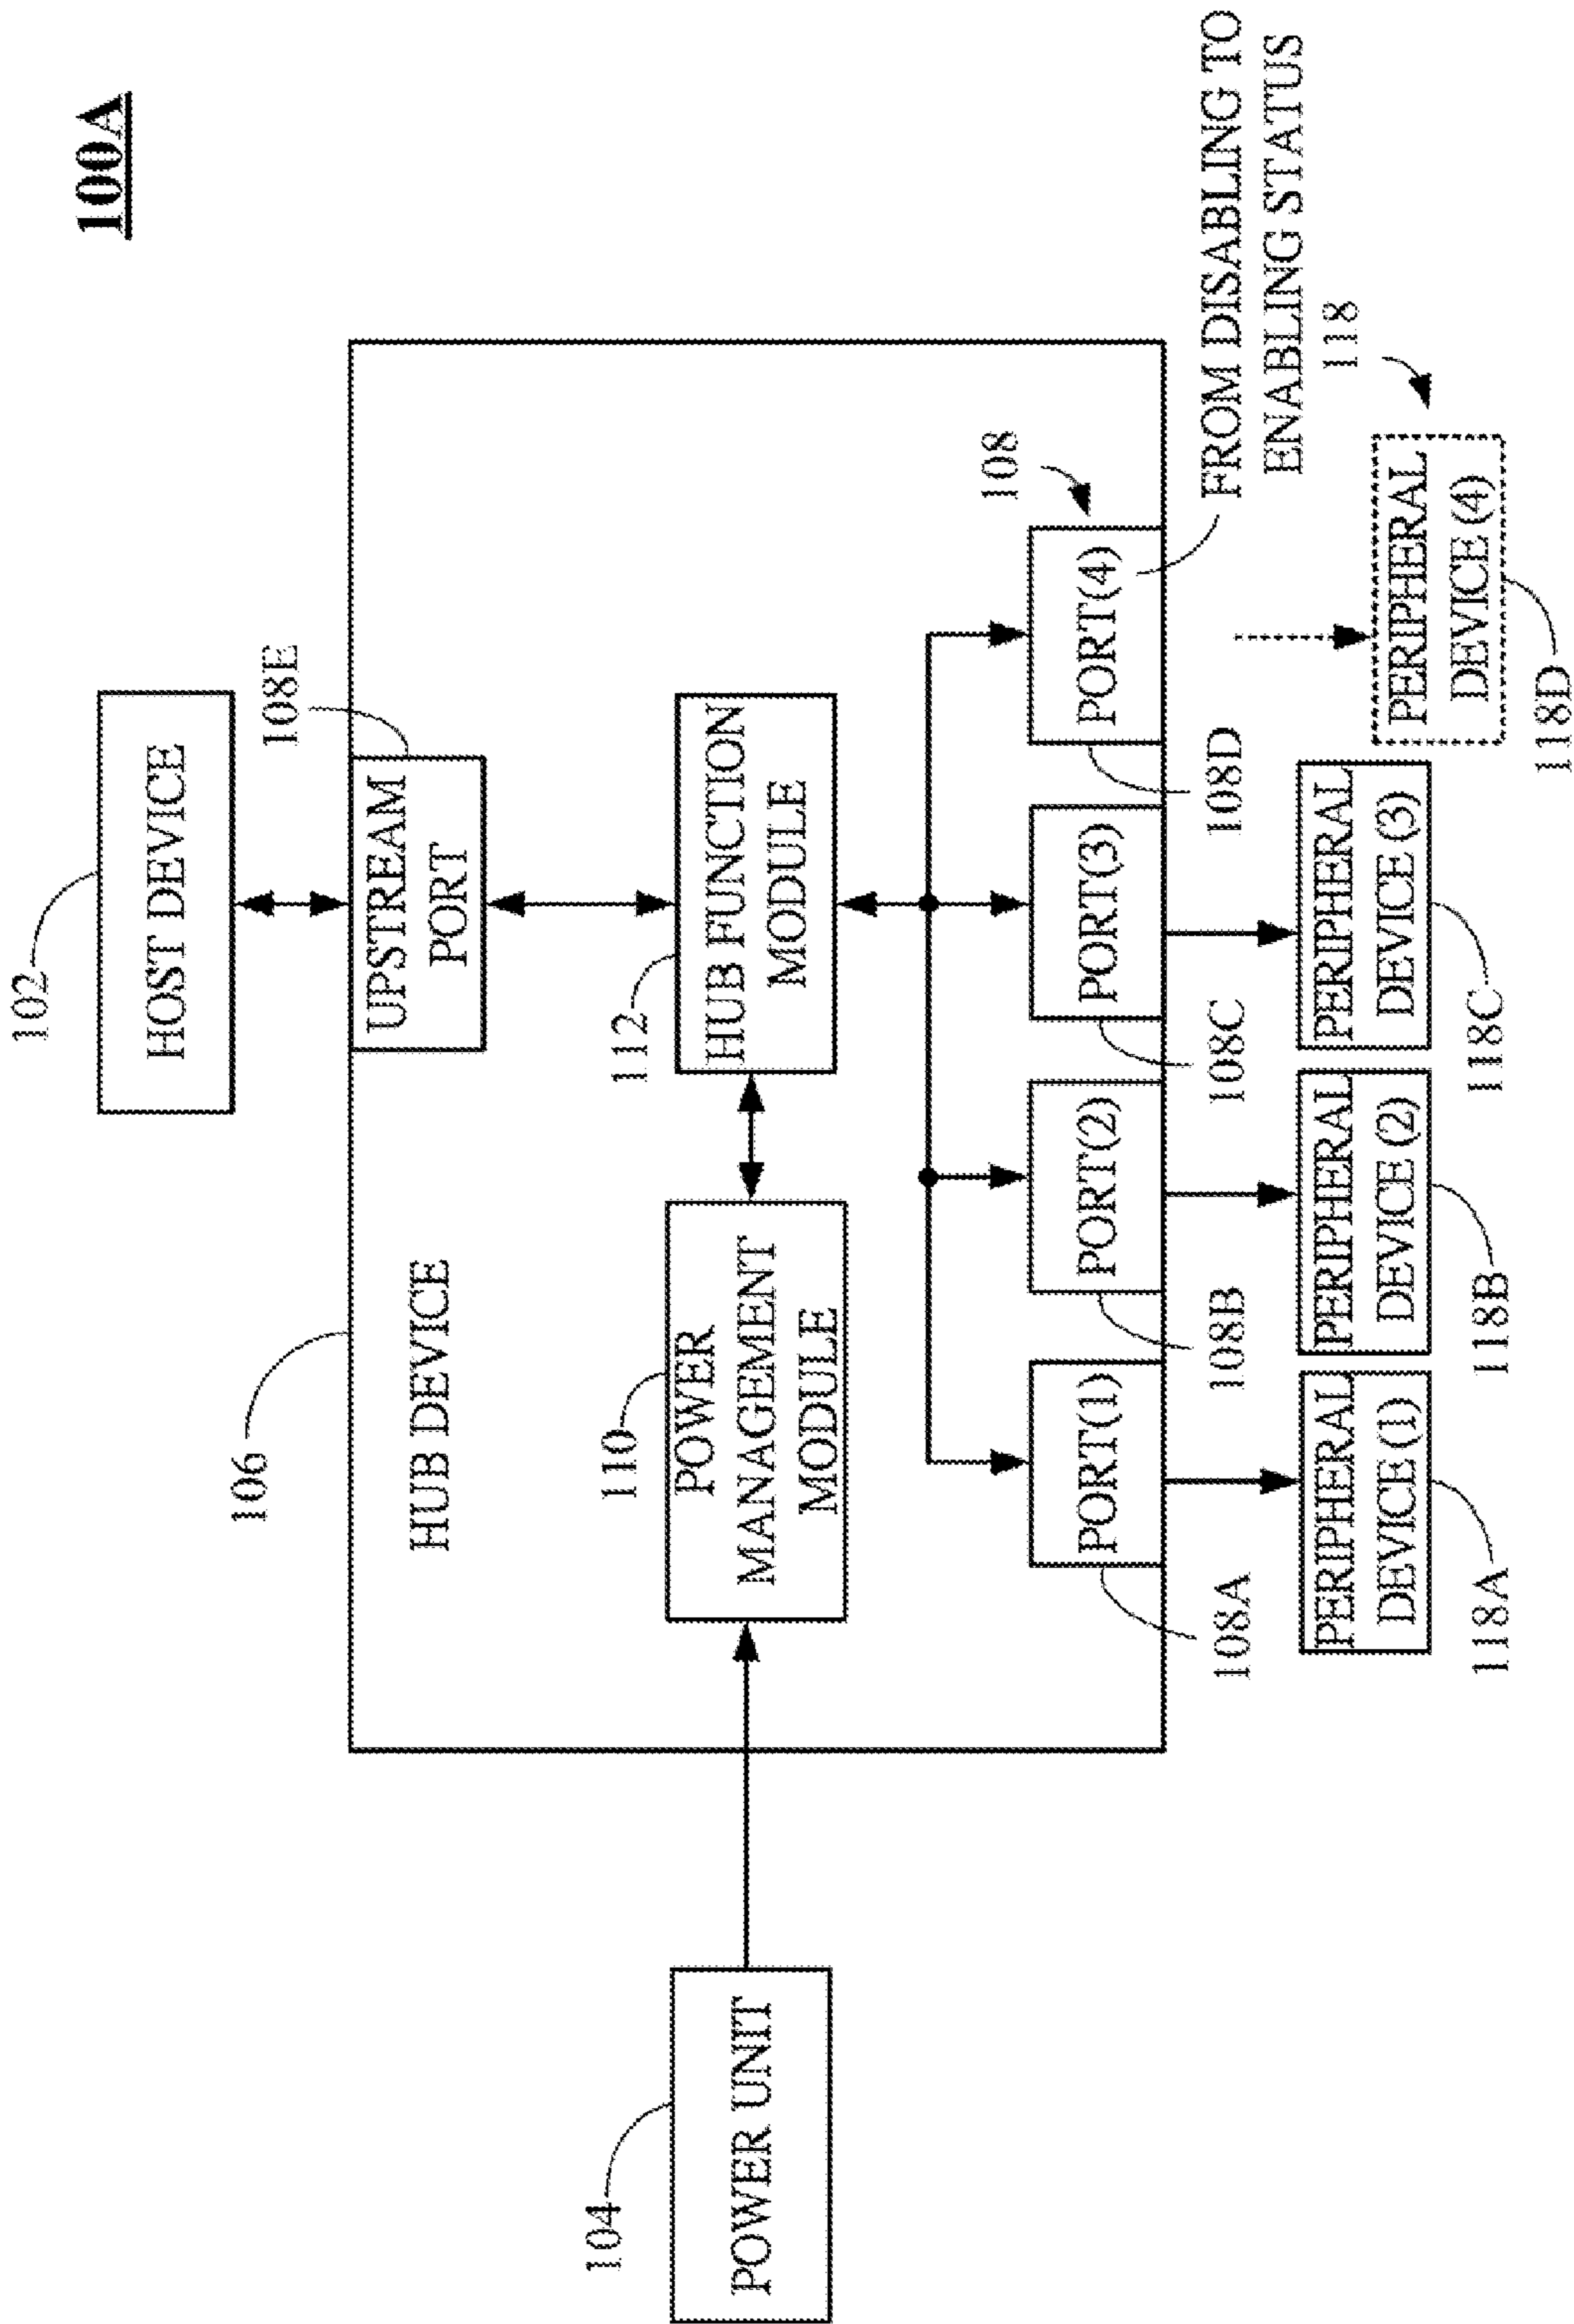 100A
102
HOST DEVICE
108E
UPSTREAM
PORT
106
HUB DEVICE
104
POWER UNIT
110
POWER
MANAGEMENT
MODULE
112
HUB FUNCTION
MODULE
108
PORT(1)
PORT(2)
PORT(3)
PORT(4)
108A
108B
108C
108D
FROM DISABLING TO
ENABLING STATUS
118
PERIPHERAL
DEVICE (1)
PERIPHERAL
DEVICE (2)
PERIPHERAL
DEVICE (3)
PERIPHERAL
DEVICE (4)
118A
118B
118C
118D